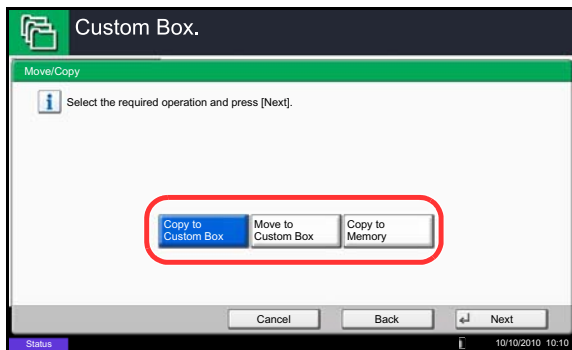 Custom Box.
Move/Copy
Select the required operation and press [Next].
Copy to
Custom Box
Move to
Custom Box
Copy to
Memory
Cancel
Back
Next
Status
10/10/2010 10:10